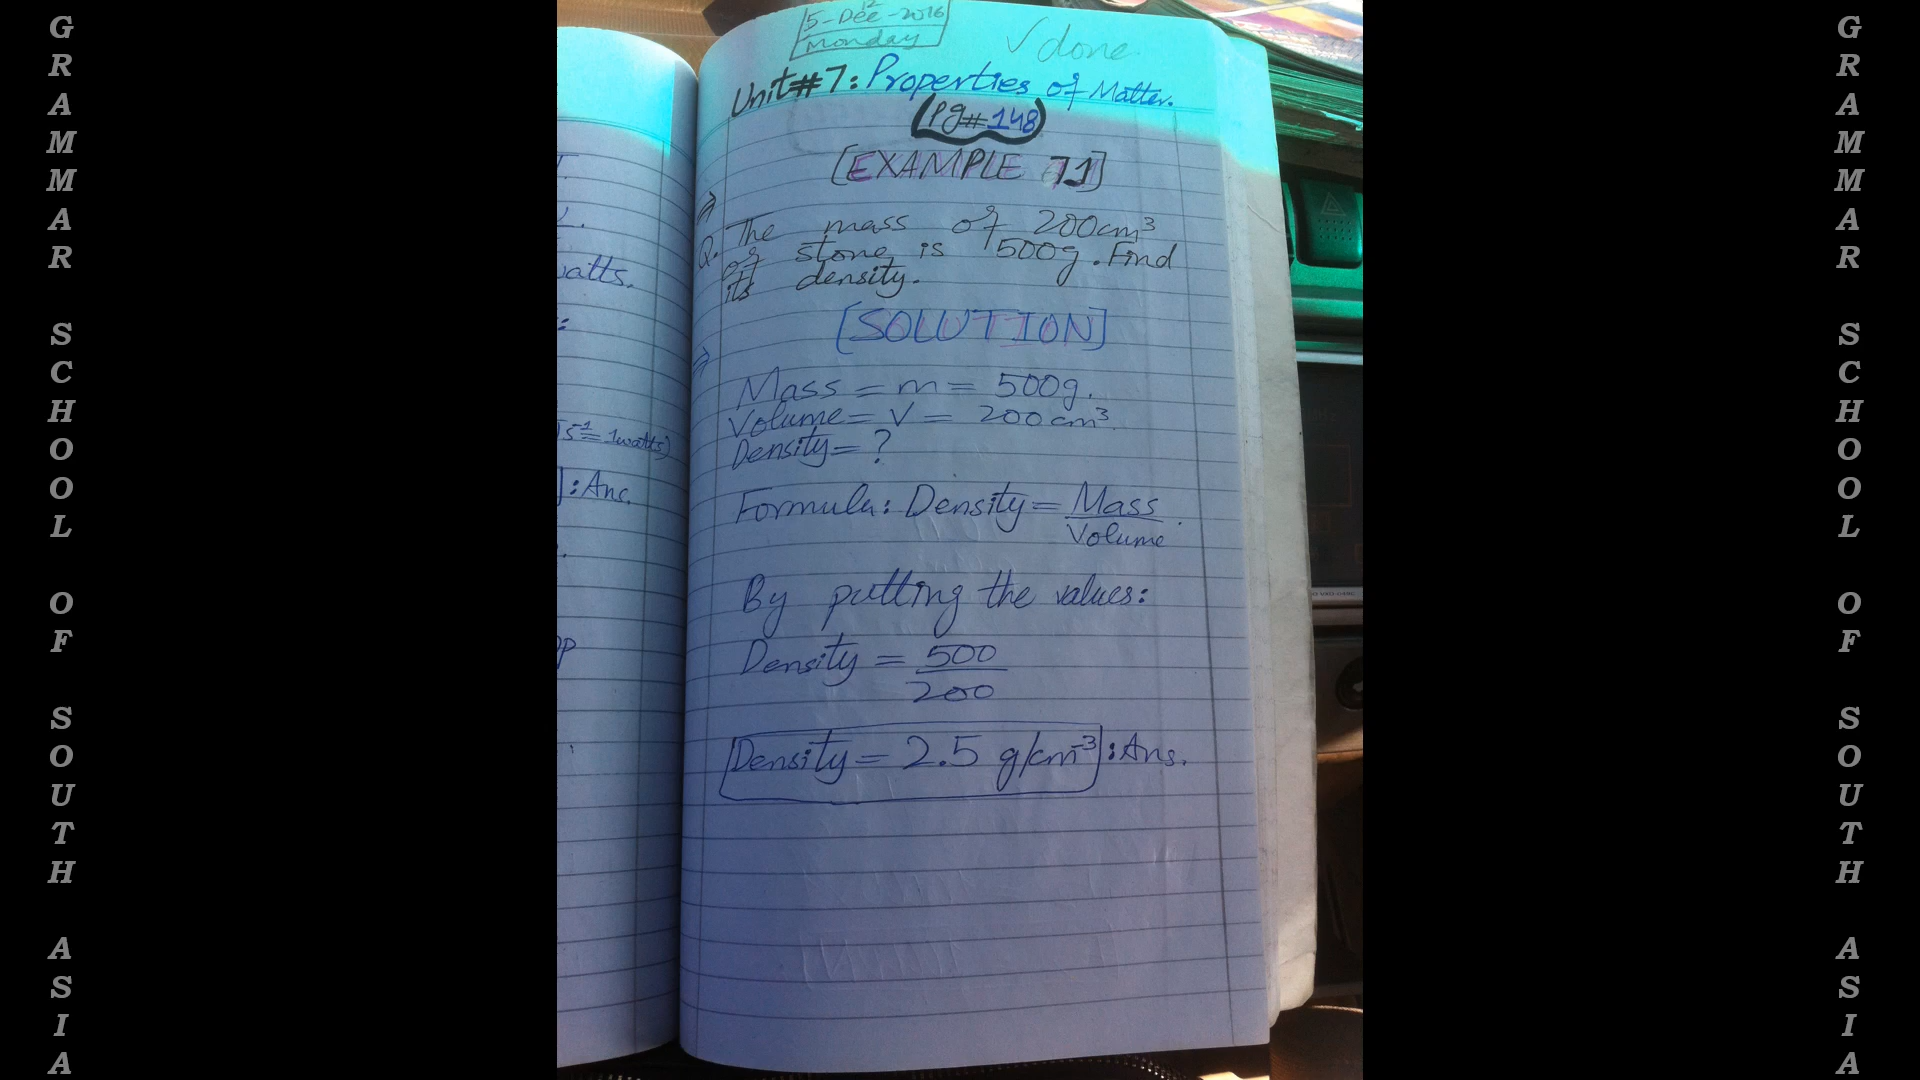 GRAMMAR SCHOOL OF SOUTH ASIA
5-Dec-2016
12
Monday
✓ done
Unit#7: Properties of Matter.
(Pg#148)
[EXAMPLE 7.1]
Q. The mass of 200cm³
of stone is 500g. Find
its density.
[SOLUTION]
Mass = m = 500g.
Volume = V = 200cm³.
Density = ?
Formula: Density = Mass
Volume
By putting the values:
Density = 500
200
Density = 2.5 g/cm⁻³ : Ans.
watts.
= 1watts)
] : Ans.
GRAMMAR SCHOOL OF SOUTH ASIA